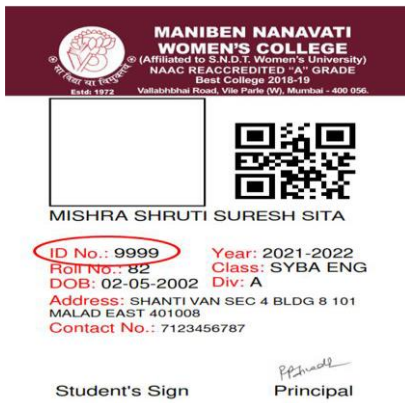 MANIBEN NANAVATI
WOMEN'S COLLEGE
(Affiliated to S.N.D.T. Women's University)
NAAC REACCREDITED "A" GRADE
Best College 2018-19
Estd: 1972
Vallabhbhai Road, Vile Parle (W), Mumbai - 400 056.
MISHRA SHRUTI SURESH SITA
ID No.: 9999 Year: 2021-2022
Roll No.: 82 Class: SYBA ENG
DOB: 02-05-2002 Div: A
Address: SHANTI VAN SEC 4 BLDG 8 101
MALAD EAST 401008
Contact No.: 7123456787
Student's Sign Principal